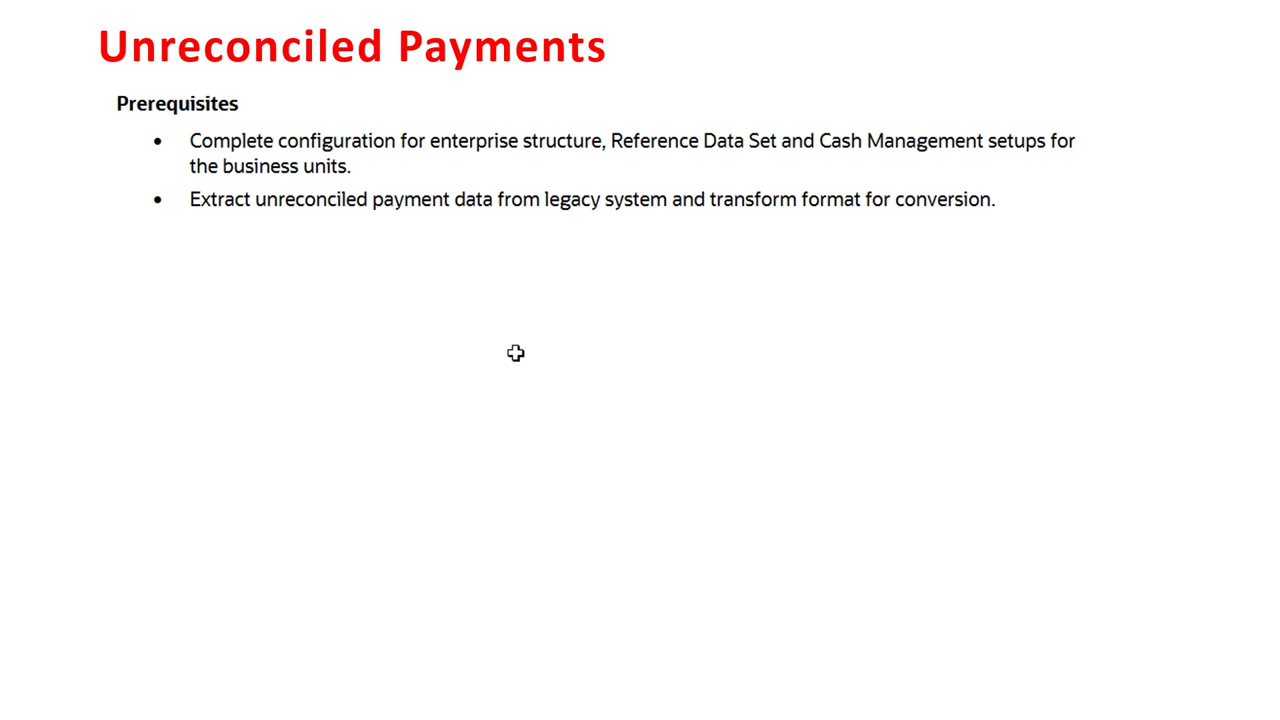 Unreconciled Payments
Prerequisites
• Complete configuration for enterprise structure, Reference Data Set and Cash Management setups for
the business units.
• Extract unreconciled payment data from legacy system and transform format for conversion.